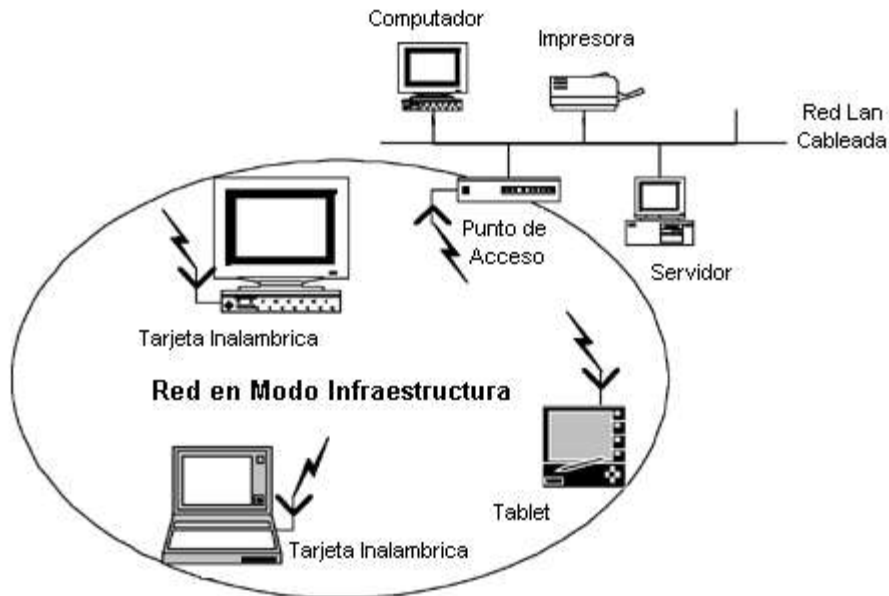 Computador
Impresora
Red Lan
Cableada
Punto de
Acceso
Servidor
Tarjeta Inalambrica
Red en Modo Infraestructura
Tablet
Tarjeta Inalambrica